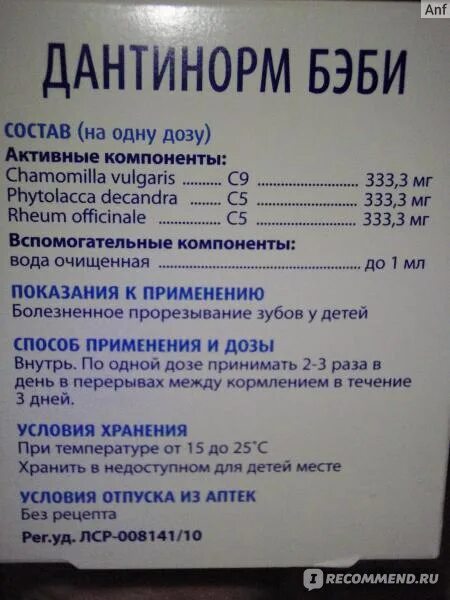 Anf
ДАНТИНОРМ БЭБИ
СОСТАВ (на одну дозу)
Активные компоненты:
Chamomilla vulgaris ........ C9 ........................ 333,3 мг
Phytolacca decandra ....... C5 ........................ 333,3 мг
Rheum officinale ............. C5 ........................ 333,3 мг
Вспомогательные компоненты:
вода очищенная ........................................ до 1 мл
ПОКАЗАНИЯ К ПРИМЕНЕНИЮ
Болезненное прорезывание зубов у детей
СПОСОБ ПРИМЕНЕНИЯ И ДОЗЫ
Внутрь. По одной дозе принимать 2-3 раза в
день в перерывах между кормлением в течение
3 дней.
УСЛОВИЯ ХРАНЕНИЯ
При температуре от 15 до 25°С
Хранить в недоступном для детей месте
УСЛОВИЯ ОТПУСКА ИЗ АПТЕК
Без рецепта
Рег.уд. ЛСР-008141/10
IRECOMMEND.RU